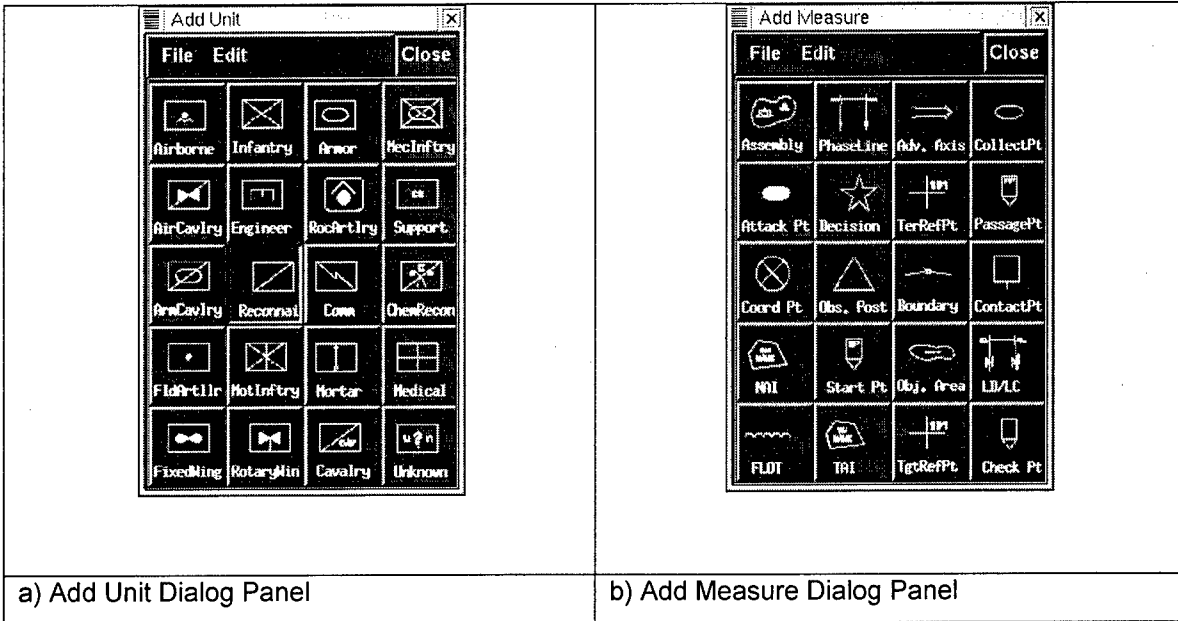 Add Unit
File Edit Close
Airborne Infantry Armor MecInftry
AirCavlry Engineer RocArtlry Support
ArmCavlry Reconnai Comm ChemRecon
FldArtllr MotInftry Mortar Medical
FixedWing RotaryWin Cavalry Unknown
a) Add Unit Dialog Panel
Add Measure
File Edit Close
Assembly PhaseLine Adv. Axis CollectPt
Attack Pt Decision TerRefPt PassagePt
Coord Pt Obs. Post Boundary ContactPt
NAI Start Pt Obj. Area LD/LC
FLOT TAI TgtRefPt Check Pt
b) Add Measure Dialog Panel